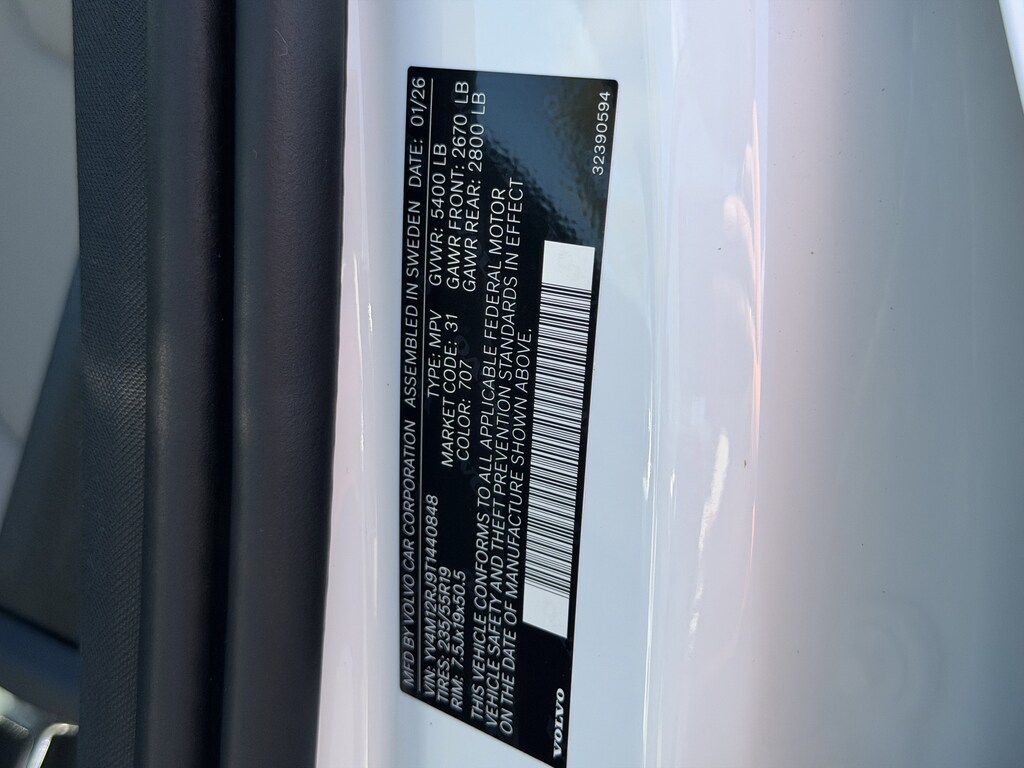 MFD BY VOLVO CAR CORPORATION ASSEMBLED IN SWEDEN DATE: 01/26
VIN: YV4M12RJ9T1440848 TYPE: MPV GVWR: 5400 LB
TIRES: 235/55R19 MARKET CODE: 31 GAWR FRONT: 2670 LB
RIM: 7.5Jx19x50.5 COLOR: 707 GAWR REAR: 2800 LB
THIS VEHICLE CONFORMS TO ALL APPLICABLE FEDERAL MOTOR
VEHICLE SAFETY AND THEFT PREVENTION STANDARDS IN EFFECT
ON THE DATE OF MANUFACTURE SHOWN ABOVE.
VOLVO
32390594